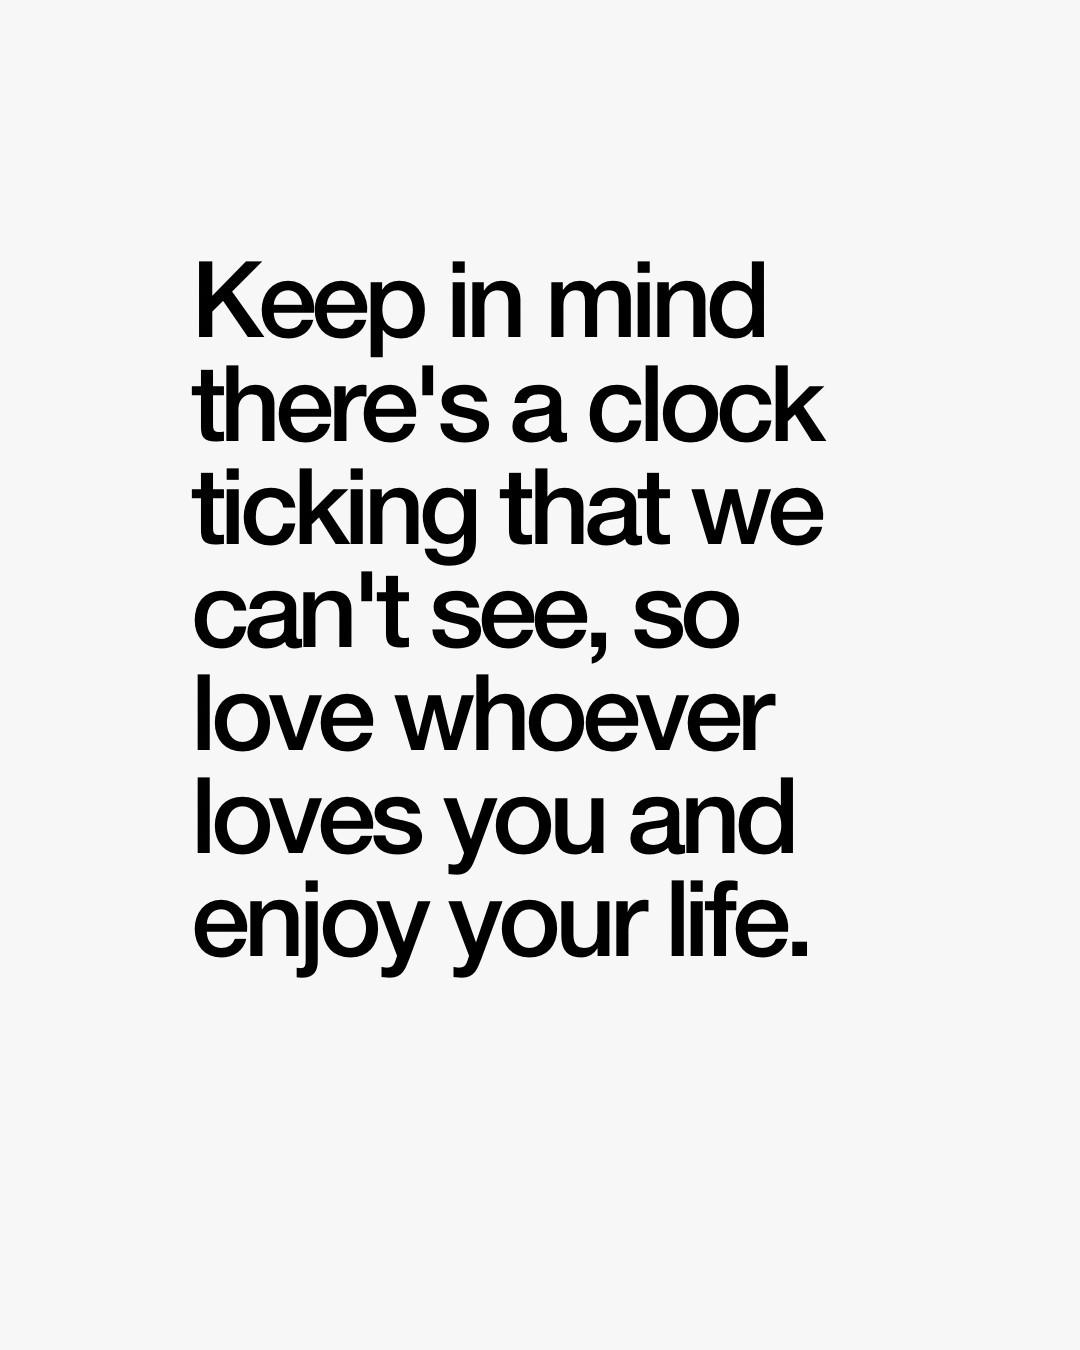 Keep in mind
there's a clock
ticking that we
can't see, so
love whoever
loves you and
enjoy your life.